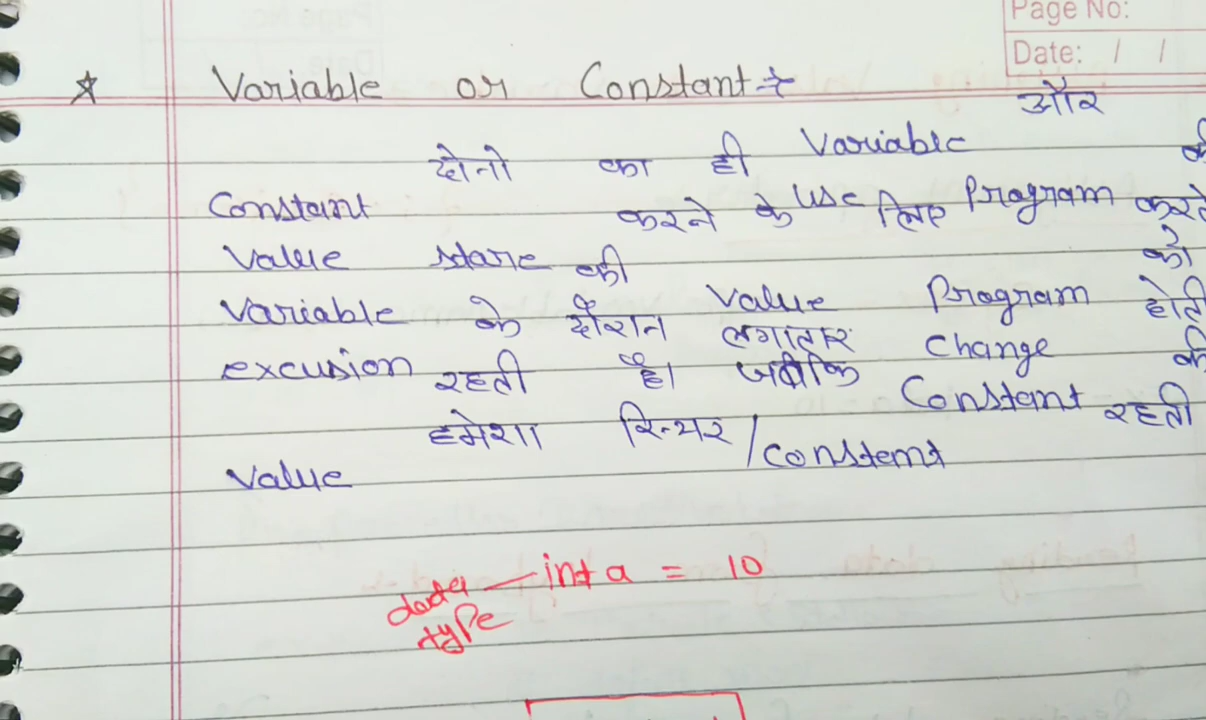 Page No:
Date: / /
☆ Variable or Constant :-
और
दोनो का ही Variable की
Constant करने के Use लिए Program करते
Value store की को
Variable के दौरान Value Program होती
लगातार Change की
excusion रहती है। जबकि Constant रहती
हमेशा स्थिर / constant
Value
int a = 10
data
type